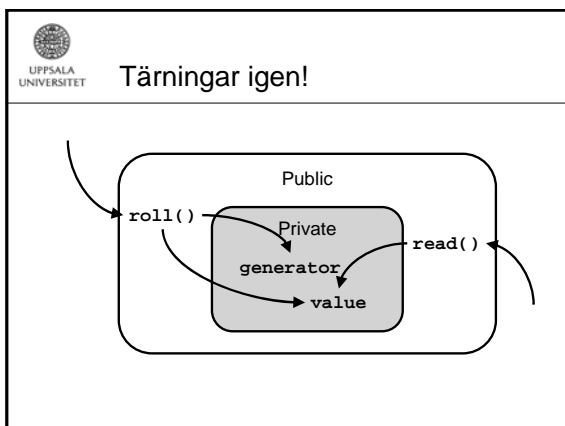 UPPSALA
UNIVERSITET
Tärningar igen!
Public
roll()
Private
read()
generator
value